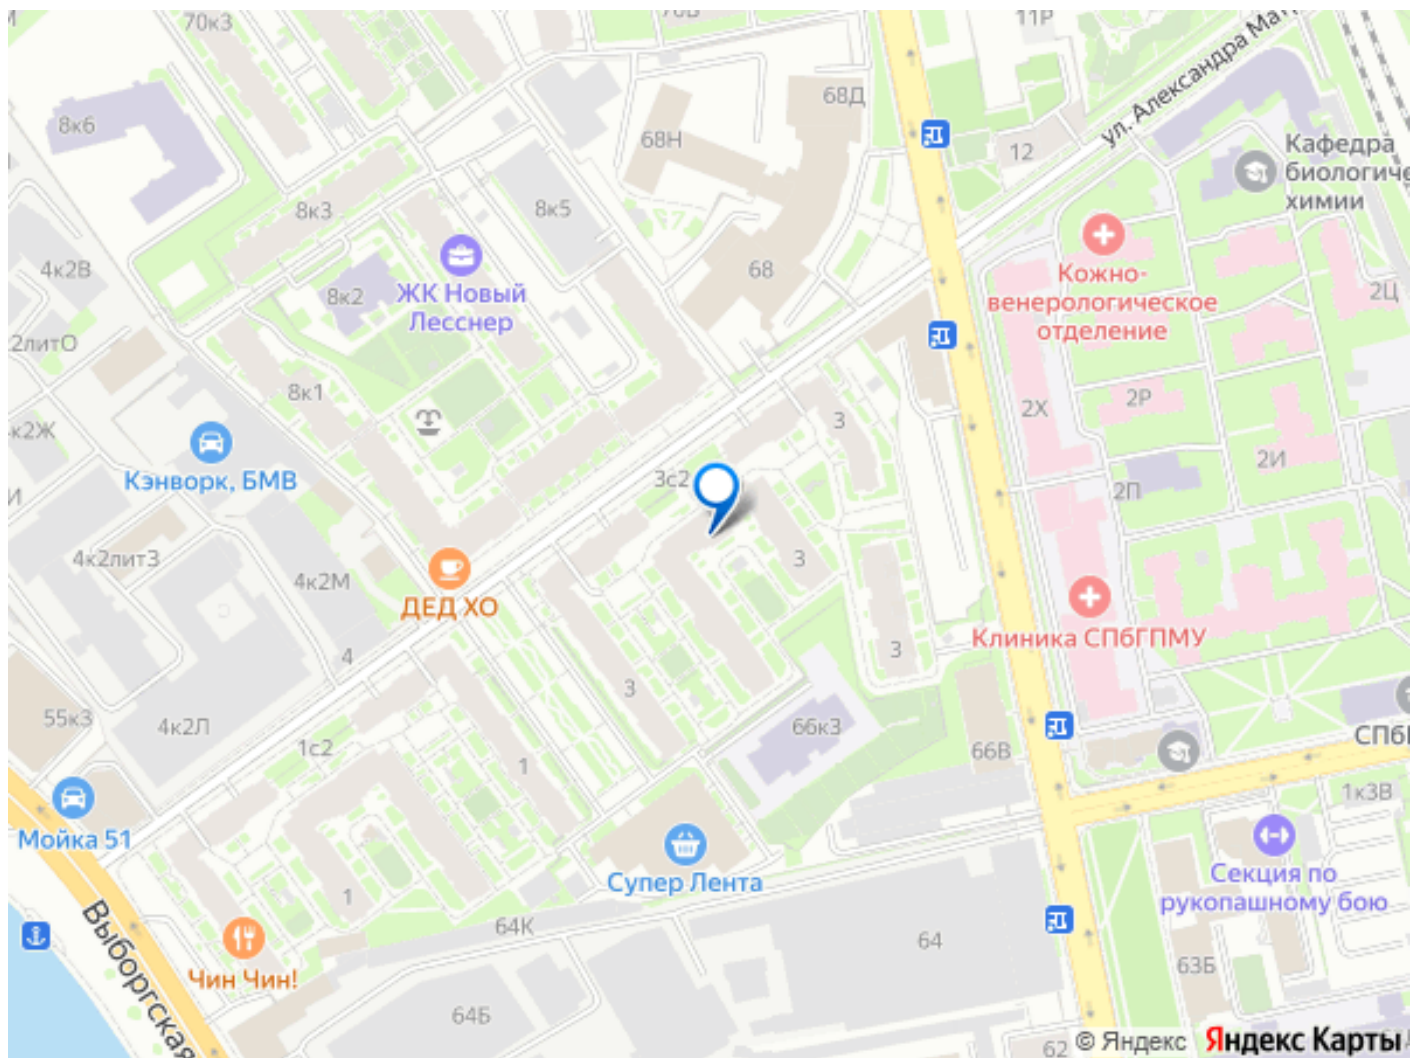 70к3
11Р
ул. Александра Мат
68Д
8к6
68Н
12
Кафедра
биологиче
химии
8к3
8к5
4к2В
68
Кожно-
венерологическое
отделение
8к2
ЖК Новый
Лесснер
2Ц
2литО
8к1
2Х
2Р
3
к2Ж
Кэнворк, БМВ
3с2
2И
2П
4к2лит3
4к2М
ДЕД ХО
3
Клиника СПбГПМУ
4
3
3
55к3
4к2Л
1с2
66к3
66В
СПб
1
1к3В
Мойка 51
Супер Лента
Секция по
рукопашному бою
1
64К
64
Выборгская
Чин Чин!
63Б
64Б
62
© Яндекс
Яндекс Карты